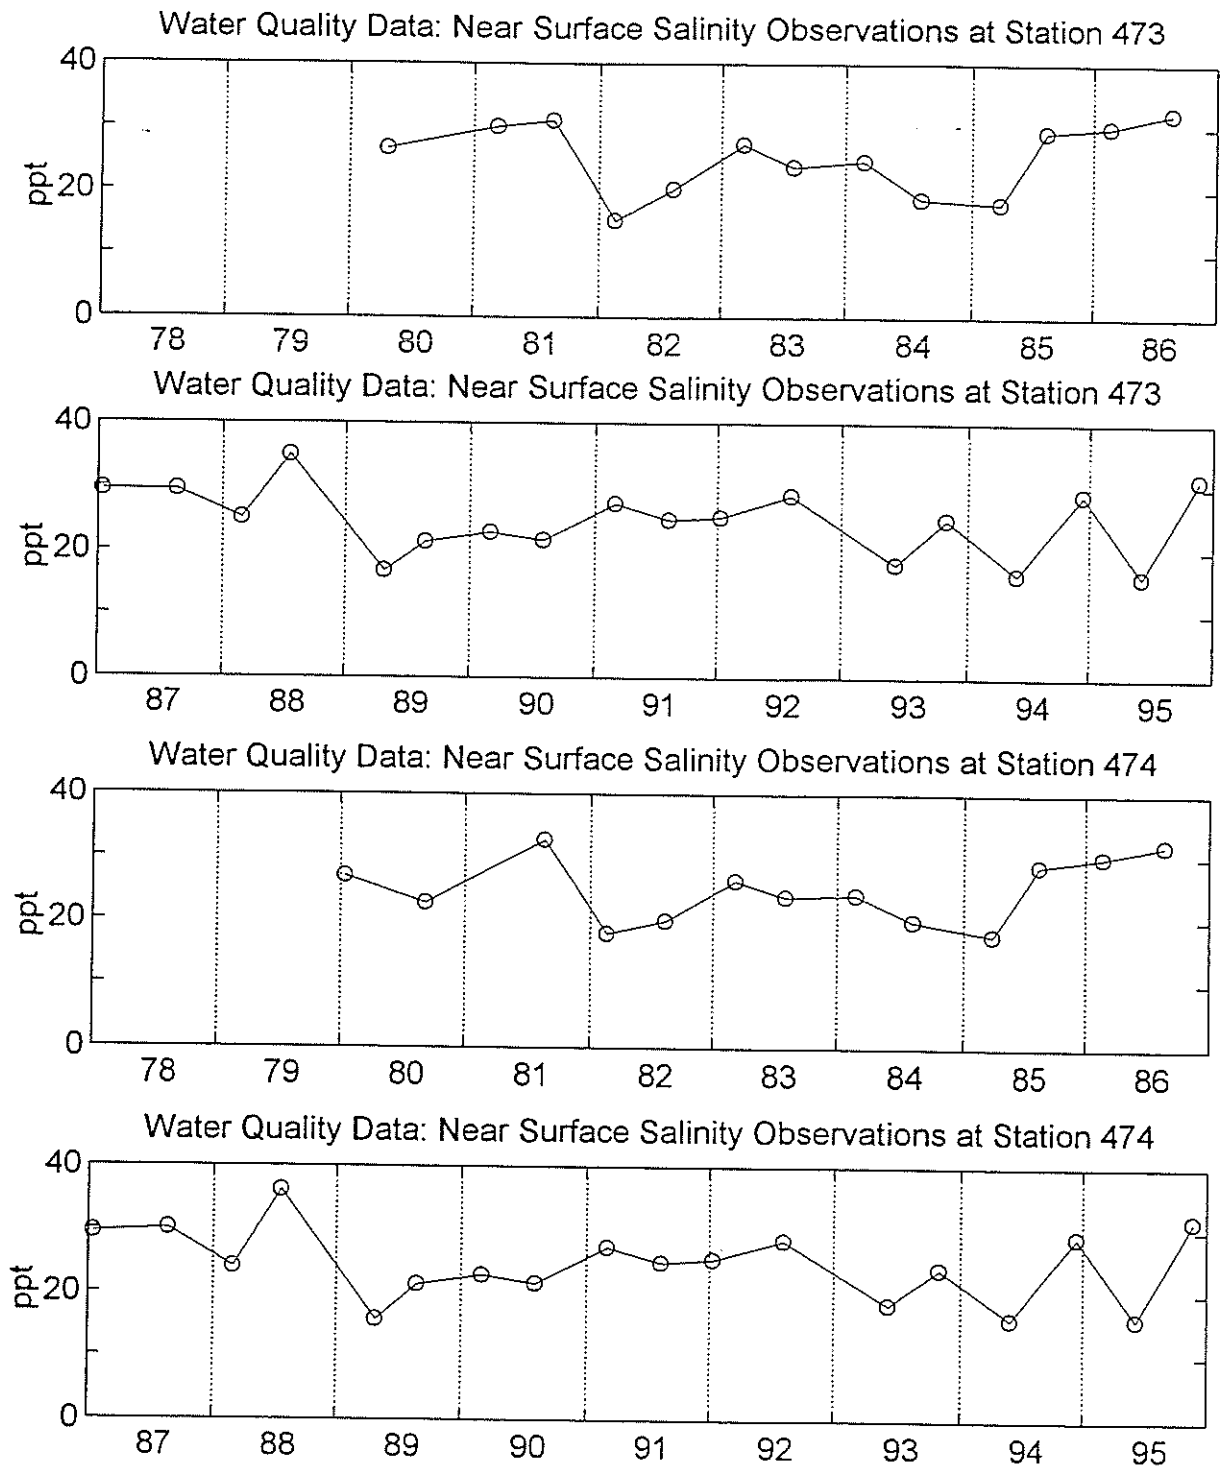 Water Quality Data: Near Surface Salinity Observations at Station 473
40
20
0
ppt
78 79 80 81 82 83 84 85 86
Water Quality Data: Near Surface Salinity Observations at Station 473
40
20
0
ppt
87 88 89 90 91 92 93 94 95
Water Quality Data: Near Surface Salinity Observations at Station 474
40
20
0
ppt
78 79 80 81 82 83 84 85 86
Water Quality Data: Near Surface Salinity Observations at Station 474
40
20
0
ppt
87 88 89 90 91 92 93 94 95